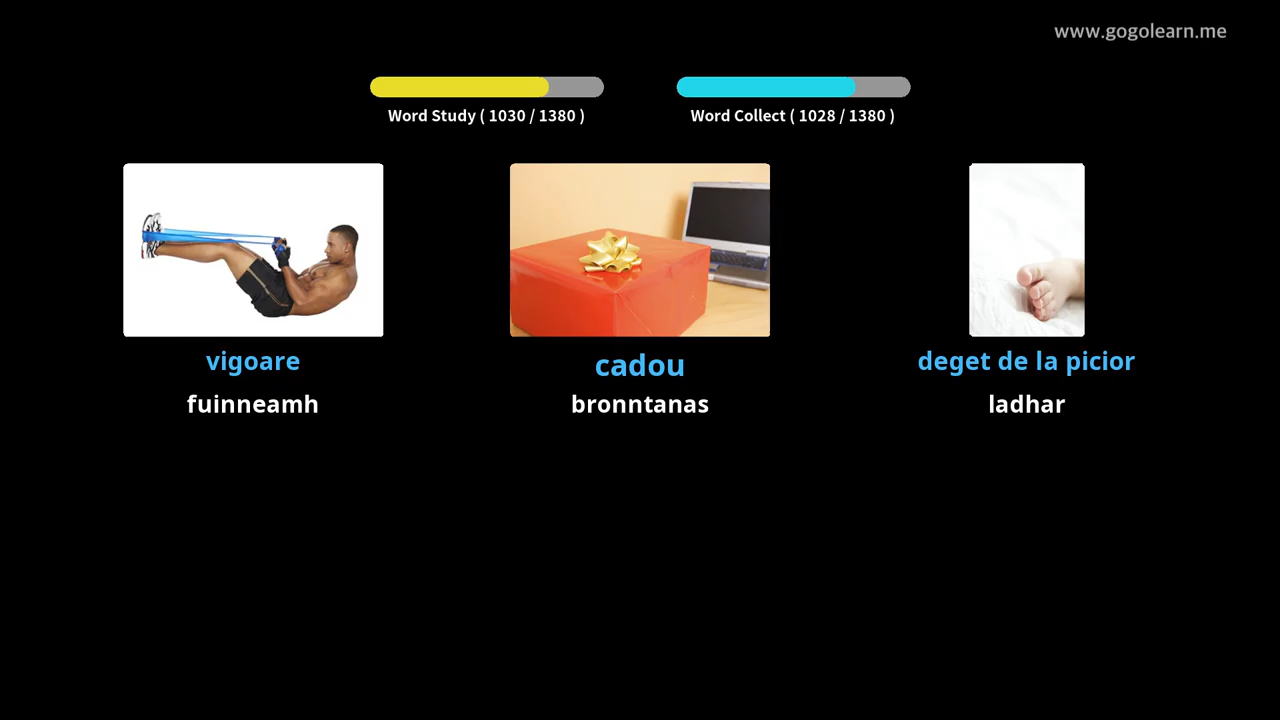 www.gogolearn.me
Word Study ( 1030 / 1380 )
Word Collect ( 1028 / 1380 )
vigoare
fuinneamh
cadou
bronntanas
deget de la picior
ladhar